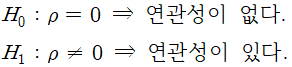 H₀ : ρ = 0 ⇒ 연관성이 없다.
H₁ : ρ ≠ 0 ⇒ 연관성이 있다.